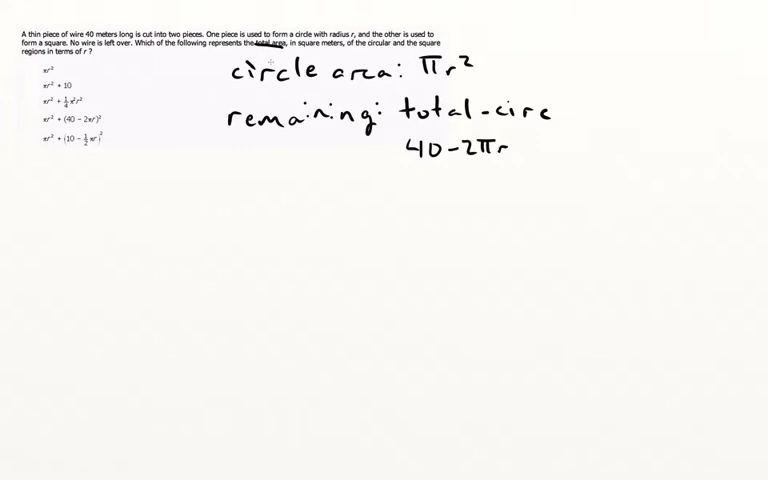 A thin piece of wire 40 meters long is cut into two pieces. One piece is used to form a circle with radius r, and the other is used to
form a square. No wire is left over. Which of the following represents the total area, in square meters, of the circular and the square
regions in terms of r ?
πr²
πr² + 10
πr² + 1/4 π²r²
πr² + (40 - 2πr)²
πr² + (10 - 1/2 πr)²
circle area: πr²
remaining: total-circ
40-2πr